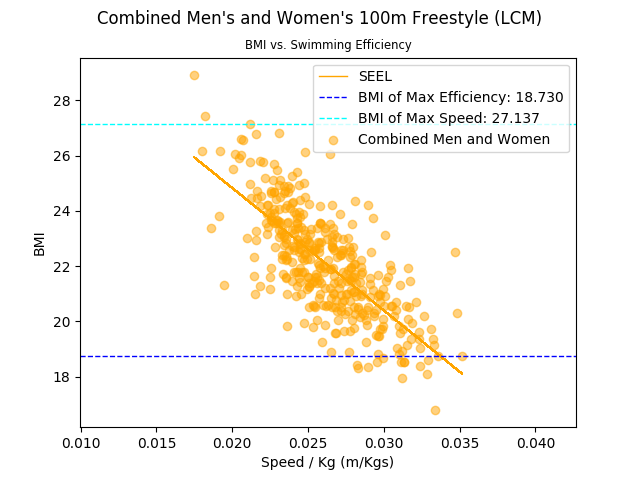 Combined Men's and Women's 100m Freestyle (LCM)
BMI vs. Swimming Efficiency
SEEL
BMI of Max Efficiency: 18.730
BMI of Max Speed: 27.137
Combined Men and Women
28
26
24
22
20
18
BMI
0.010 0.015 0.020 0.025 0.030 0.035 0.040
Speed / Kg (m/Kgs)